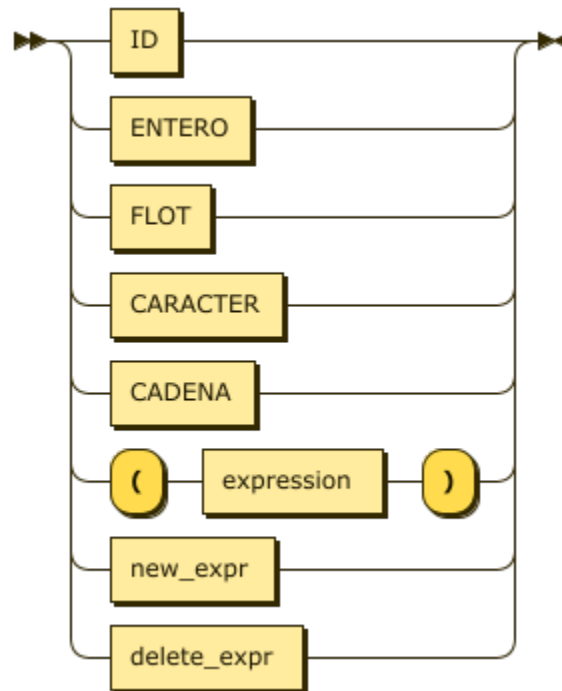 ID
ENTERO
FLOT
CARACTER
CADENA
( expression )
new_expr
delete_expr